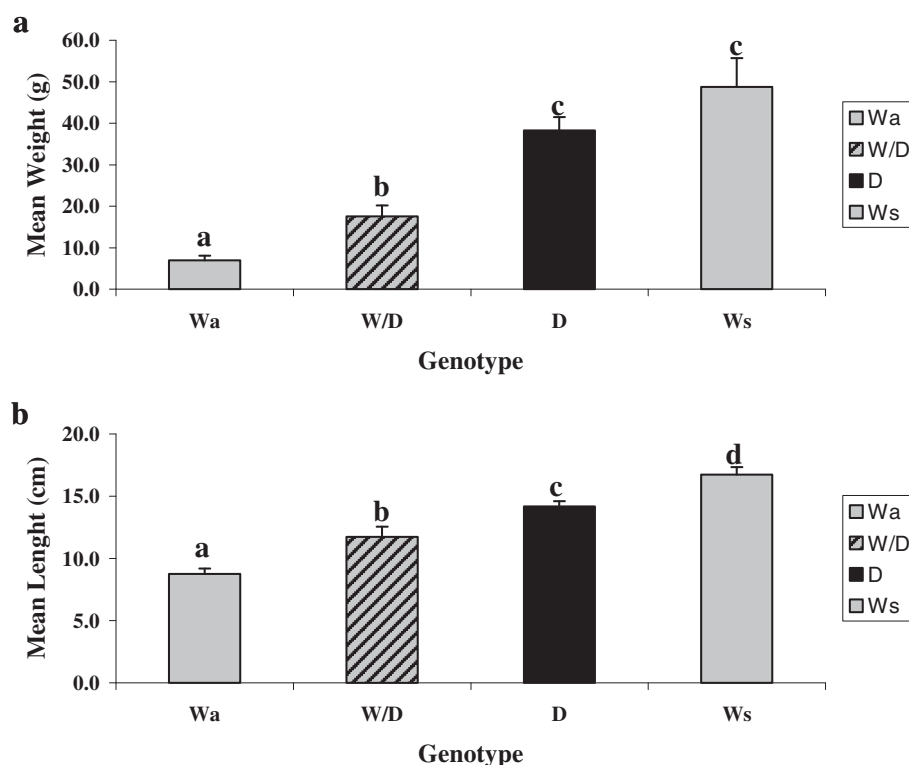 a
60.0
50.0
40.0
30.0
20.0
10.0
0.0
Mean Weight (g)
a
b
c
c
Wa
W/D
D
Ws
Genotype
Wa
W/D
D
Ws
b
20.0
15.0
10.0
5.0
0.0
Mean Lenght (cm)
a
b
c
d
Wa
W/D
D
Ws
Genotype
Wa
W/D
D
Ws